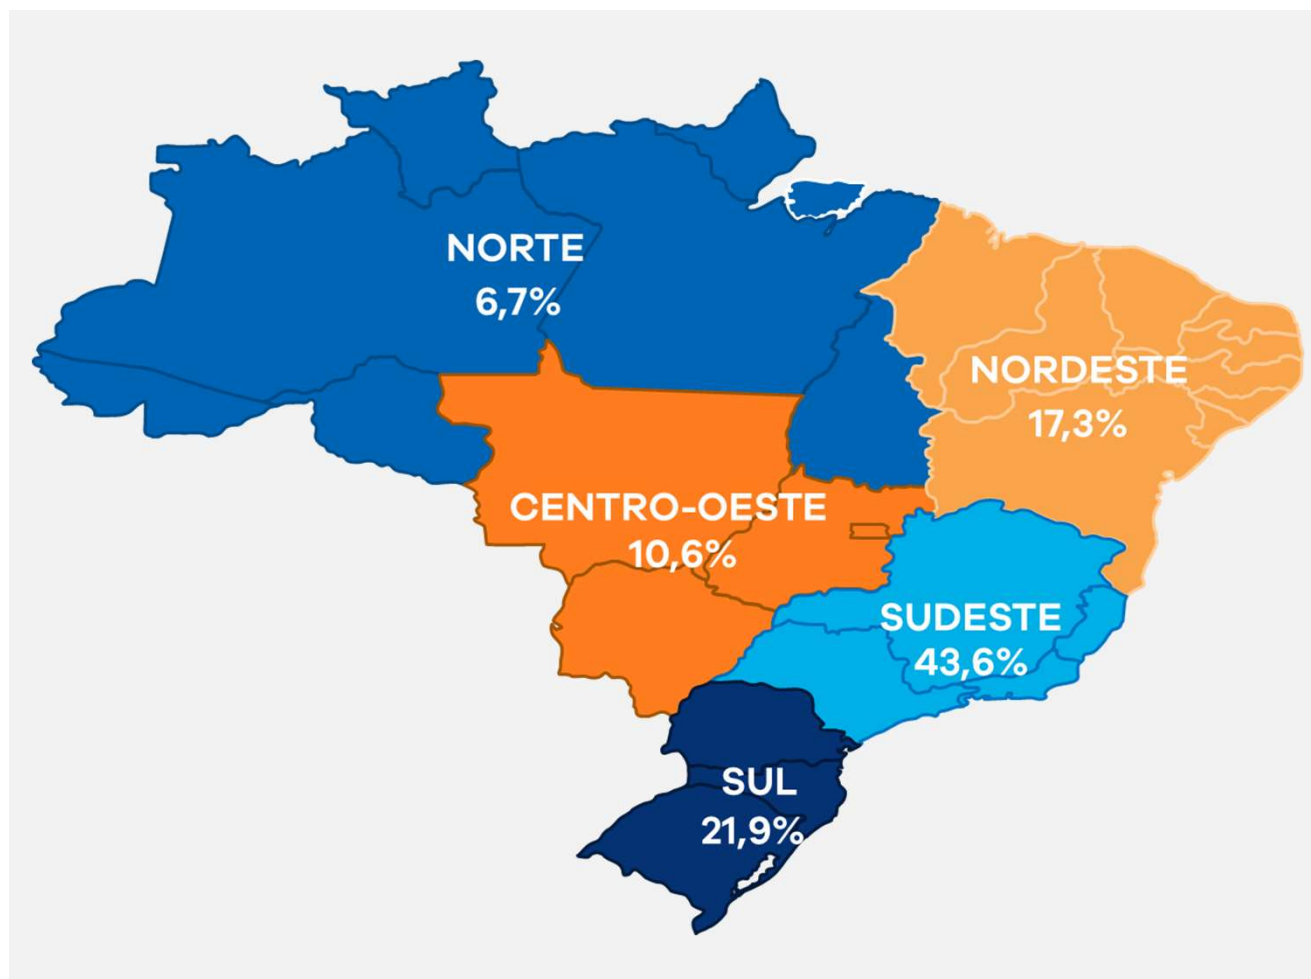 NORTE
6,7%
NORDESTE
17,3%
CENTRO-OESTE
10,6%
SUDESTE
43,6%
SUL
21,9%